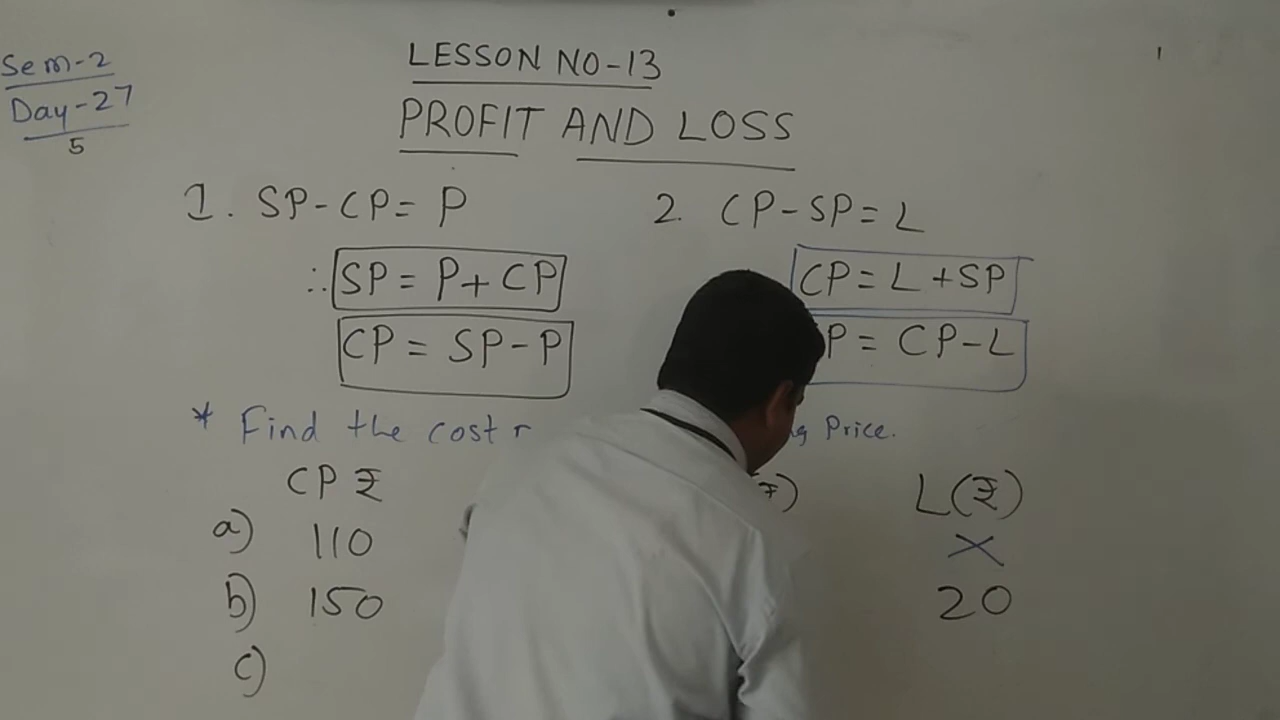 Sem-2
Day-27
5
LESSON NO-13
PROFIT AND LOSS
1. SP-CP= P
2. CP-SP=L
∴ SP = P+ CP
CP= L +SP
CP = SP-P
P= CP-L
* Find the cost Price.
CP ₹ ₹) L(₹)
a) 110 X
b) 150 20
c)